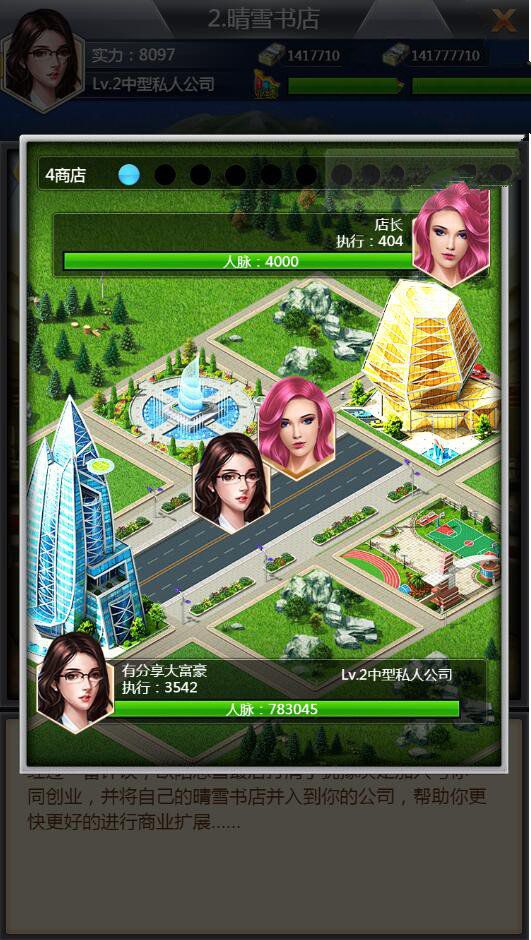 2.晴雪书店
实力：8097
1417710
141777710
Lv.2中型私人公司
4商店
店长
执行：404
人脉：4000
有分享大富豪
Lv.2中型私人公司
执行：3542
人脉：783045
同创业，并将自己的晴雪书店并入到你的公司，帮助你更
快更好的进行商业扩展......